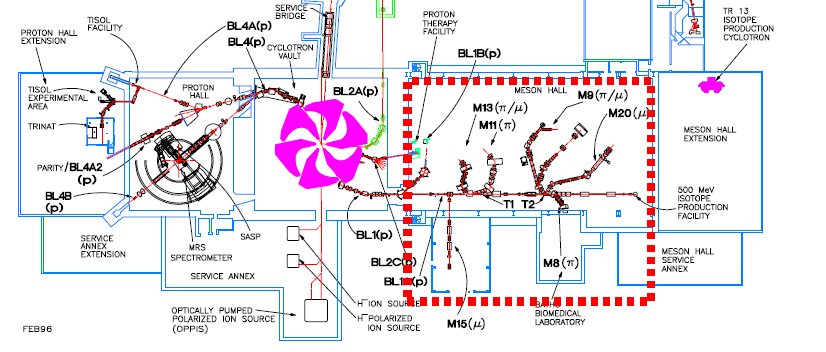 SERVICE
BRIDGE
TISOL
FACILITY
BL4A(p)
BL4(p)
CYCLOTRON
VAULT
PROTON
THERAPY
FACILITY
BL1B(p)
TR 13
ISOTOPE
PRODUCTION
CYCLOTRON
PROTON HALL
EXTENSION
TISOL
EXPERIMENTAL
AREA
TRINAT
PROTON
HALL
BL2A(p)
MESON HALL
M9(π/μ)
M13(π/μ)
M11(π)
M20(μ)
MESON HALL
EXTENSION
PARITY/BL4A2
(p)
BL4B
(p)
T1 T2
500 MeV
ISOTOPE
PRODUCTION
FACILITY
SERVICE
ANNEX
EXTENSION
MRS
SPECTROMETER
SASP
BL1(p)
BL2C(p)
(p)
M8(π)
MESON HALL
SERVICE
ANNEX
SERVICE ANNEX
H⁻ION SOURCE
H⁻POLARIZED
ION SOURCE
OPTICALLY PUMPED
POLARIZED ION SOURCE
(OPPIS)
M15(μ)
BIOMEDICAL
LABORATORY
FEB96